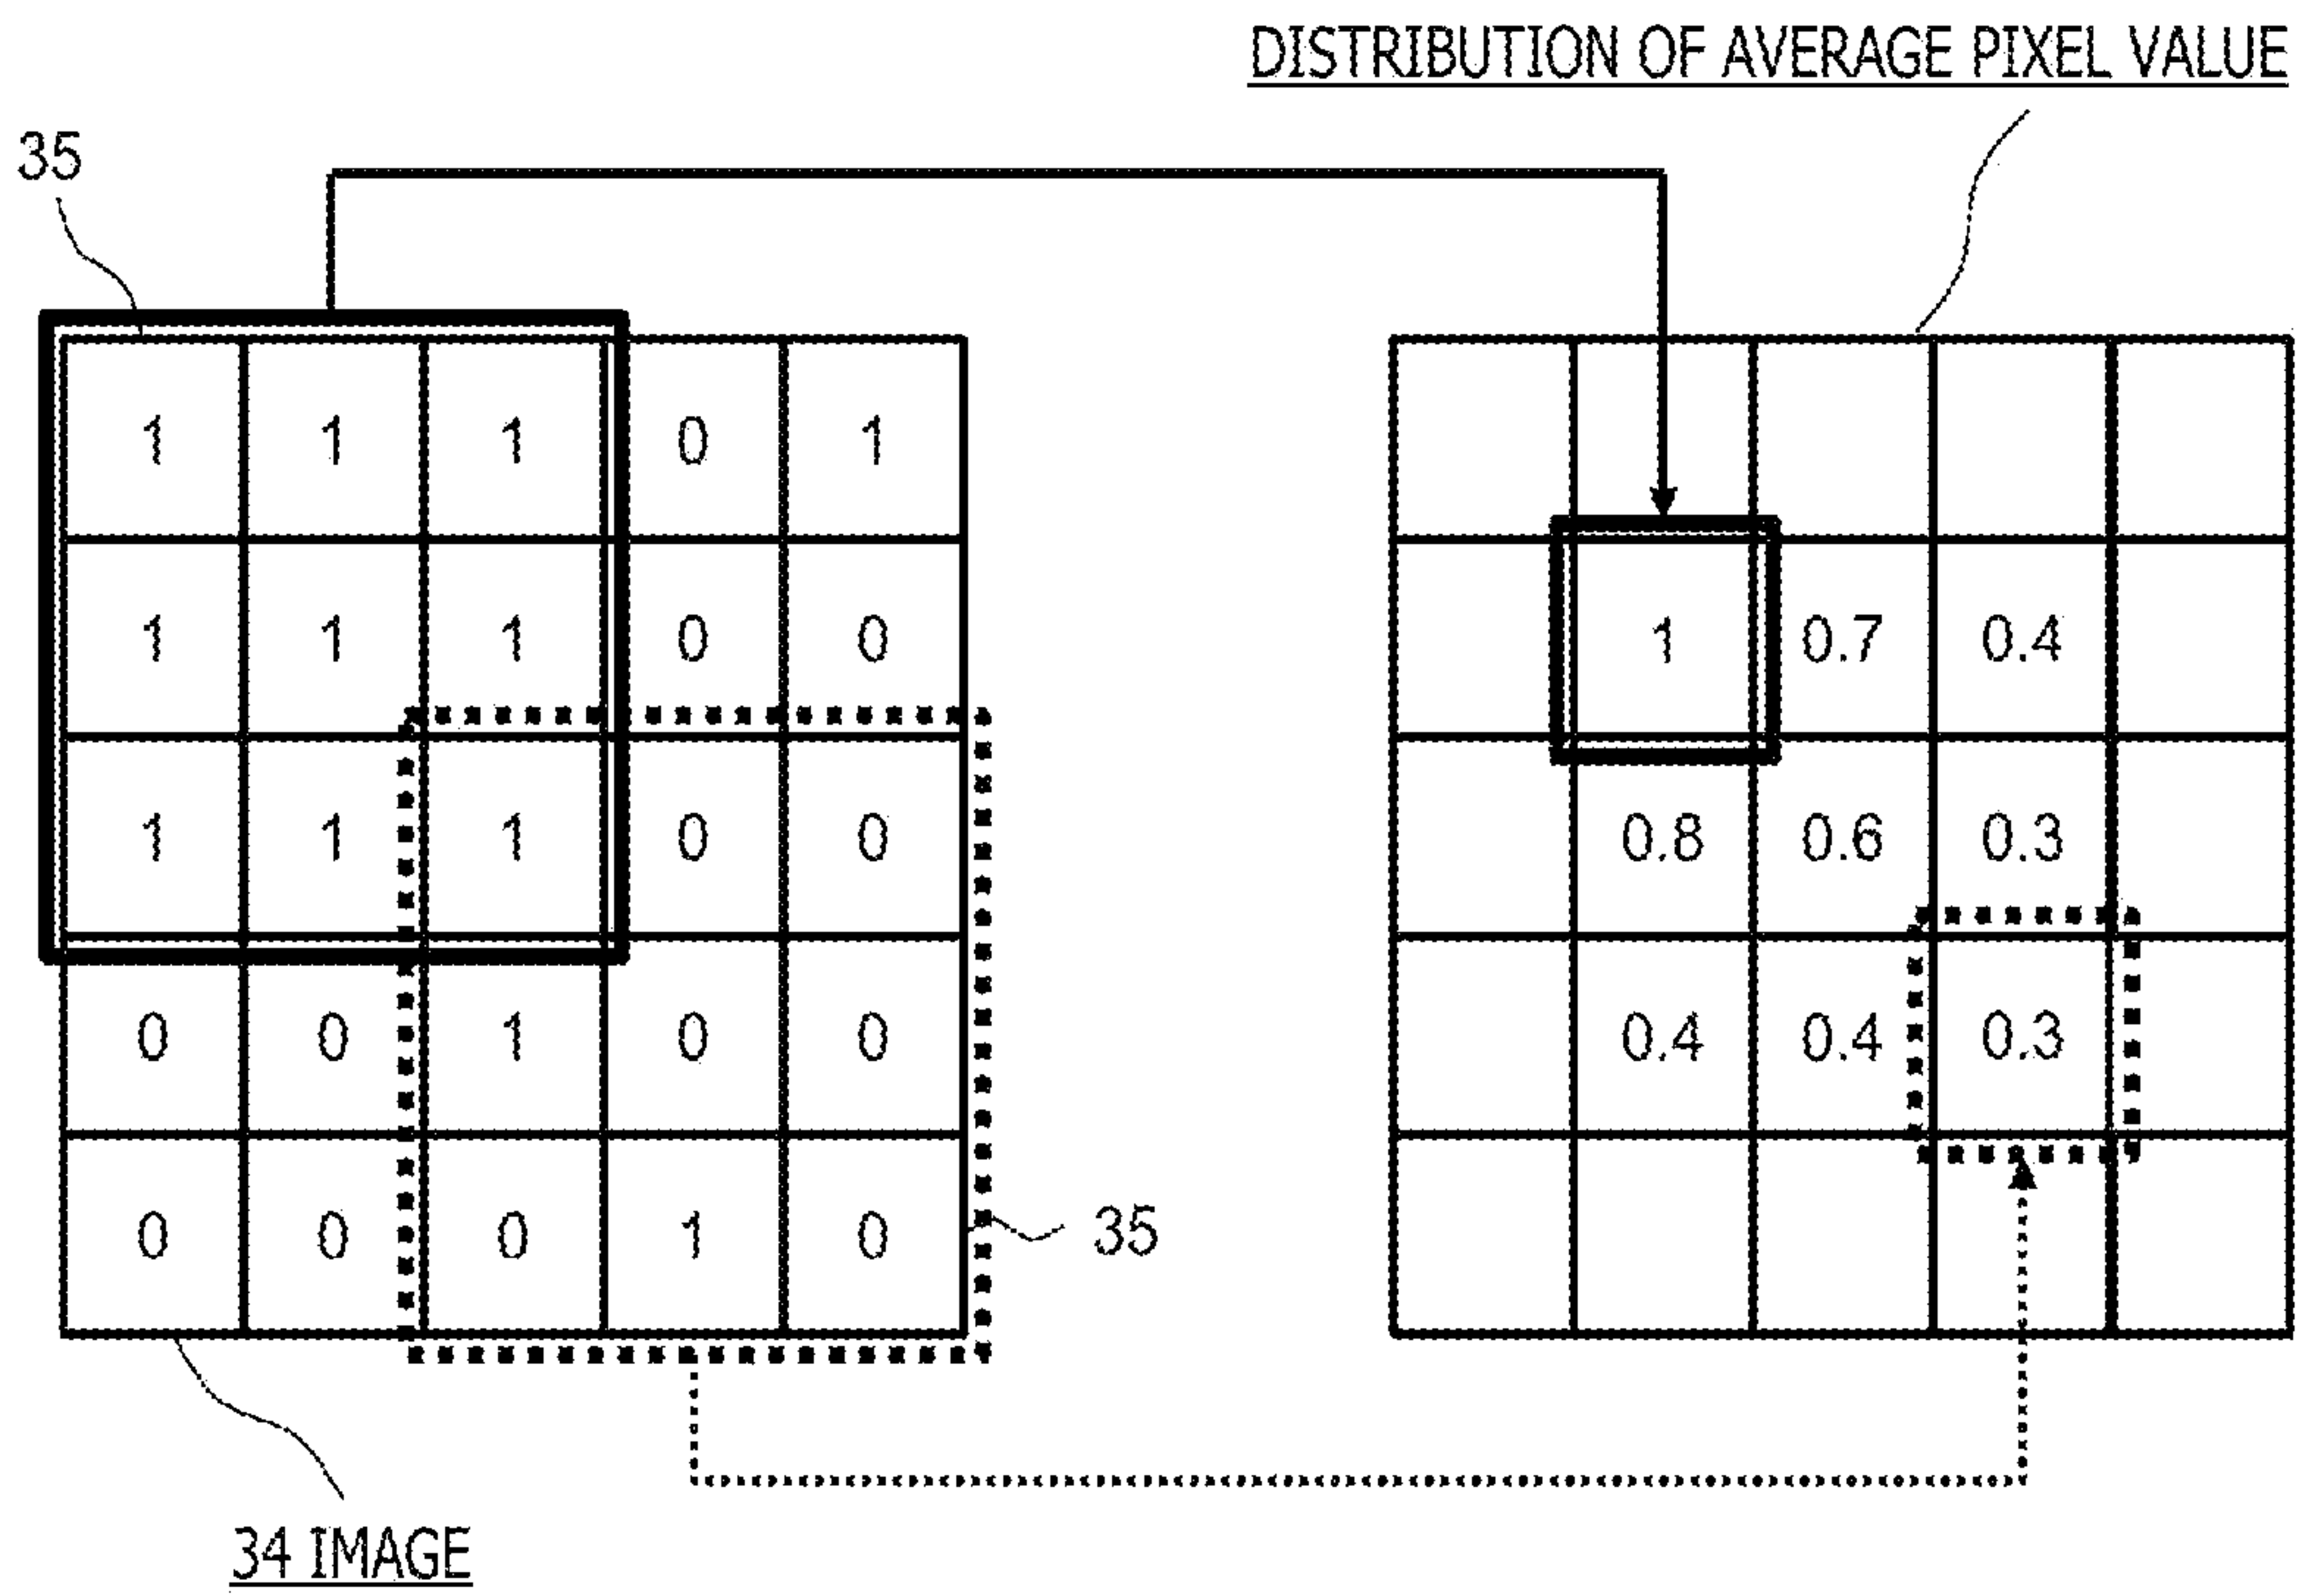 DISTRIBUTION OF AVERAGE PIXEL VALUE
35
1 1 1 0 1
1 1 1 0 0
1 1 1 0 0
0 0 1 0 0
0 0 0 1 0
35
34 IMAGE
1 0.7 0.4
0.8 0.6 0.3
0.4 0.4 0.3